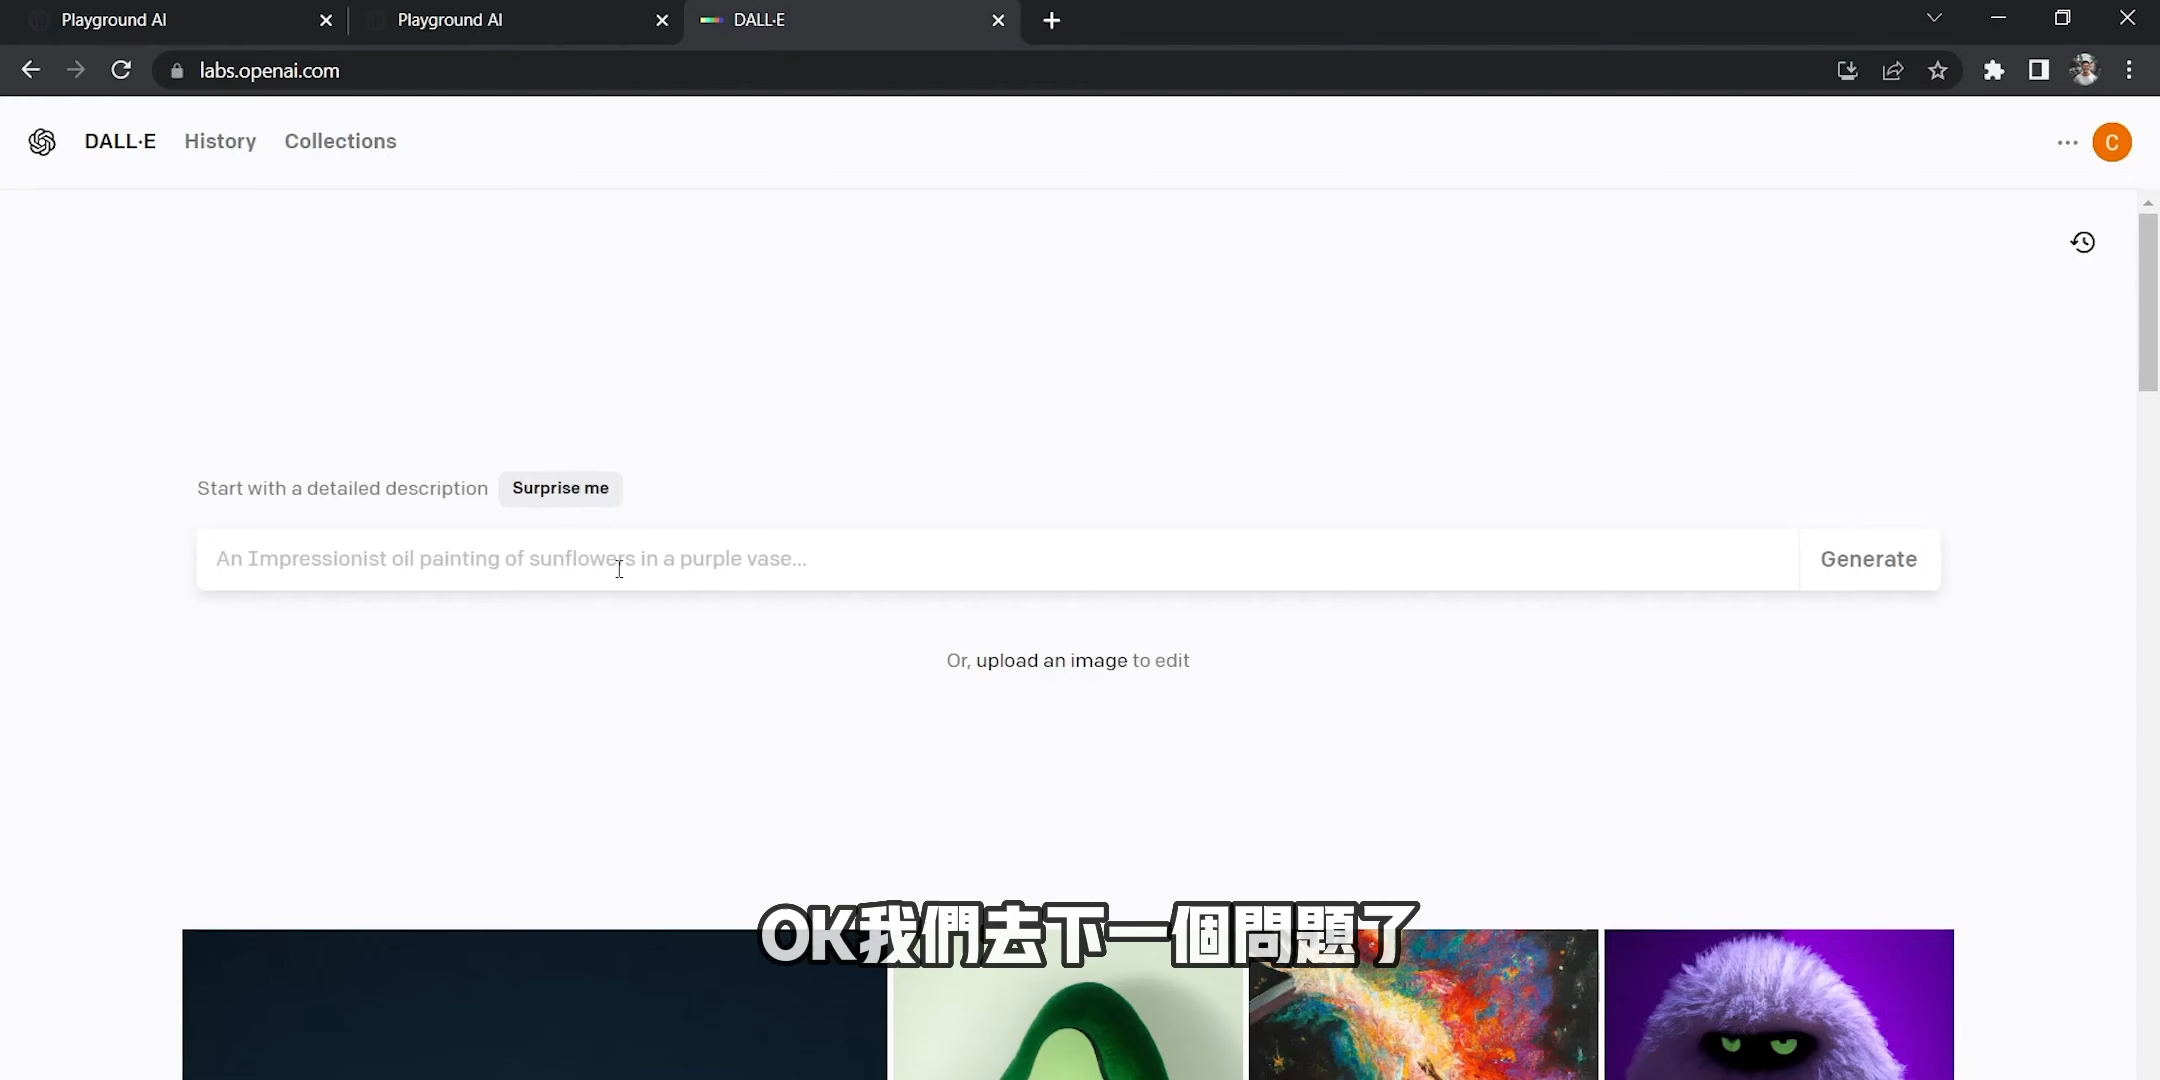 Playground AI
Playground AI
DALL·E
labs.openai.com
DALL·E
History
Collections
C
Start with a detailed description
Surprise me
An Impressionist oil painting of sunflowers in a purple vase...
Generate
Or, upload an image to edit
OK我們去下一個問題了